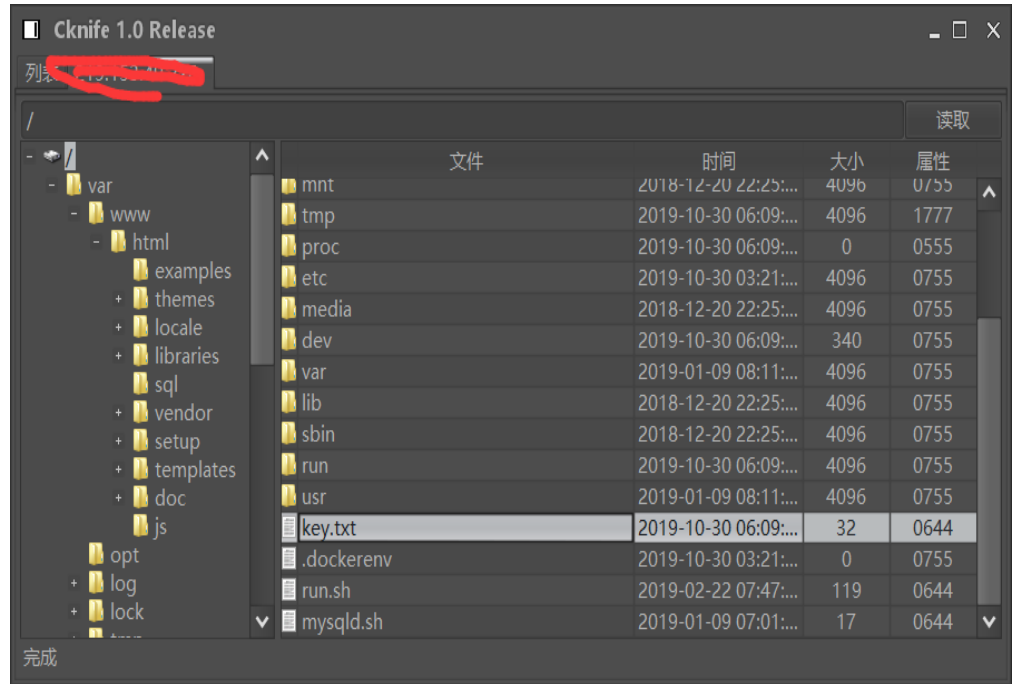 Cknife 1.0 Release
列表
/
读取
/
var
www
html
examples
themes
locale
libraries
sql
vendor
setup
templates
doc
js
opt
log
lock
文件 时间 大小 属性
mnt 2018-12-20 22:25:... 4096 0755
tmp 2019-10-30 06:09:... 4096 1777
proc 2019-10-30 06:09:... 0 0555
etc 2019-10-30 03:21:... 4096 0755
media 2018-12-20 22:25:... 4096 0755
dev 2019-10-30 06:09:... 340 0755
var 2019-01-09 08:11:... 4096 0755
lib 2018-12-20 22:25:... 4096 0755
sbin 2018-12-20 22:25:... 4096 0755
run 2019-10-30 06:09:... 4096 0755
usr 2019-01-09 08:11:... 4096 0755
key.txt 2019-10-30 06:09:... 32 0644
.dockerenv 2019-10-30 03:21:... 0 0755
run.sh 2019-02-22 07:47:... 119 0644
mysqld.sh 2019-01-09 07:01:... 17 0644
完成